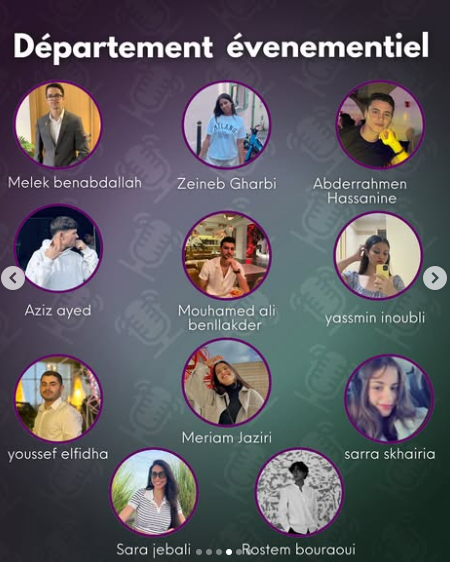 Département évenementiel
Melek benabdallah
Zeineb Gharbi
Abderrahmen
Hassanine
Aziz ayed
Mouhamed ali
benllakder
yassmin inoubli
youssef elfidha
Meriam Jaziri
sarra skhairia
Sara jebali
Rostem bouraoui